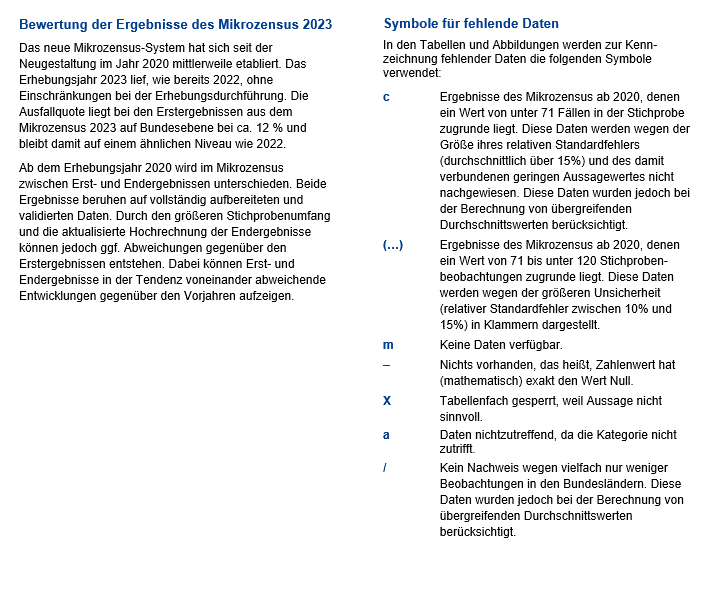 Bewertung der Ergebnisse des Mikrozensus 2023
Das neue Mikrozensus-System hat sich seit der
Neugestaltung im Jahr 2020 mittlerweile etabliert. Das
Erhebungsjahr 2023 lief, wie bereits 2022, ohne
Einschränkungen bei der Erhebungsdurchführung. Die
Ausfallquote liegt bei den Erstergebnissen aus dem
Mikrozensus 2023 auf Bundesebene bei ca. 12 % und
bleibt damit auf einem ähnlichen Niveau wie 2022.
Ab dem Erhebungsjahr 2020 wird im Mikrozensus
zwischen Erst- und Endergebnissen unterschieden. Beide
Ergebnisse beruhen auf vollständig aufbereiteten und
validierten Daten. Durch den größeren Stichprobenumfang
und die aktualisierte Hochrechnung der Endergebnisse
können jedoch ggf. Abweichungen gegenüber den
Erstergebnissen entstehen. Dabei können Erst- und
Endergebnisse in der Tendenz voneinander abweichende
Entwicklungen gegenüber den Vorjahren aufzeigen.
Symbole für fehlende Daten
In den Tabellen und Abbildungen werden zur Kenn-
zeichnung fehlender Daten die folgenden Symbole
verwendet:
c Ergebnisse des Mikrozensus ab 2020, denen
ein Wert von unter 71 Fällen in der Stichprobe
zugrunde liegt. Diese Daten werden wegen der
Größe ihres relativen Standardfehlers
(durchschnittlich über 15%) und des damit
verbundenen geringen Aussagewertes nicht
nachgewiesen. Diese Daten wurden jedoch bei
der Berechnung von übergreifenden
Durchschnittswerten berücksichtigt.
(…) Ergebnisse des Mikrozensus ab 2020, denen
ein Wert von 71 bis unter 120 Stichproben-
beobachtungen zugrunde liegt. Diese Daten
werden wegen der größeren Unsicherheit
(relativer Standardfehler zwischen 10% und
15%) in Klammern dargestellt.
m Keine Daten verfügbar.
– Nichts vorhanden, das heißt, Zahlenwert hat
(mathematisch) exakt den Wert Null.
X Tabellenfach gesperrt, weil Aussage nicht
sinnvoll.
a Daten nichtzutreffend, da die Kategorie nicht
zutrifft.
/ Kein Nachweis wegen vielfach nur weniger
Beobachtungen in den Bundesländern. Diese
Daten wurden jedoch bei der Berechnung von
übergreifenden Durchschnittswerten
berücksichtigt.